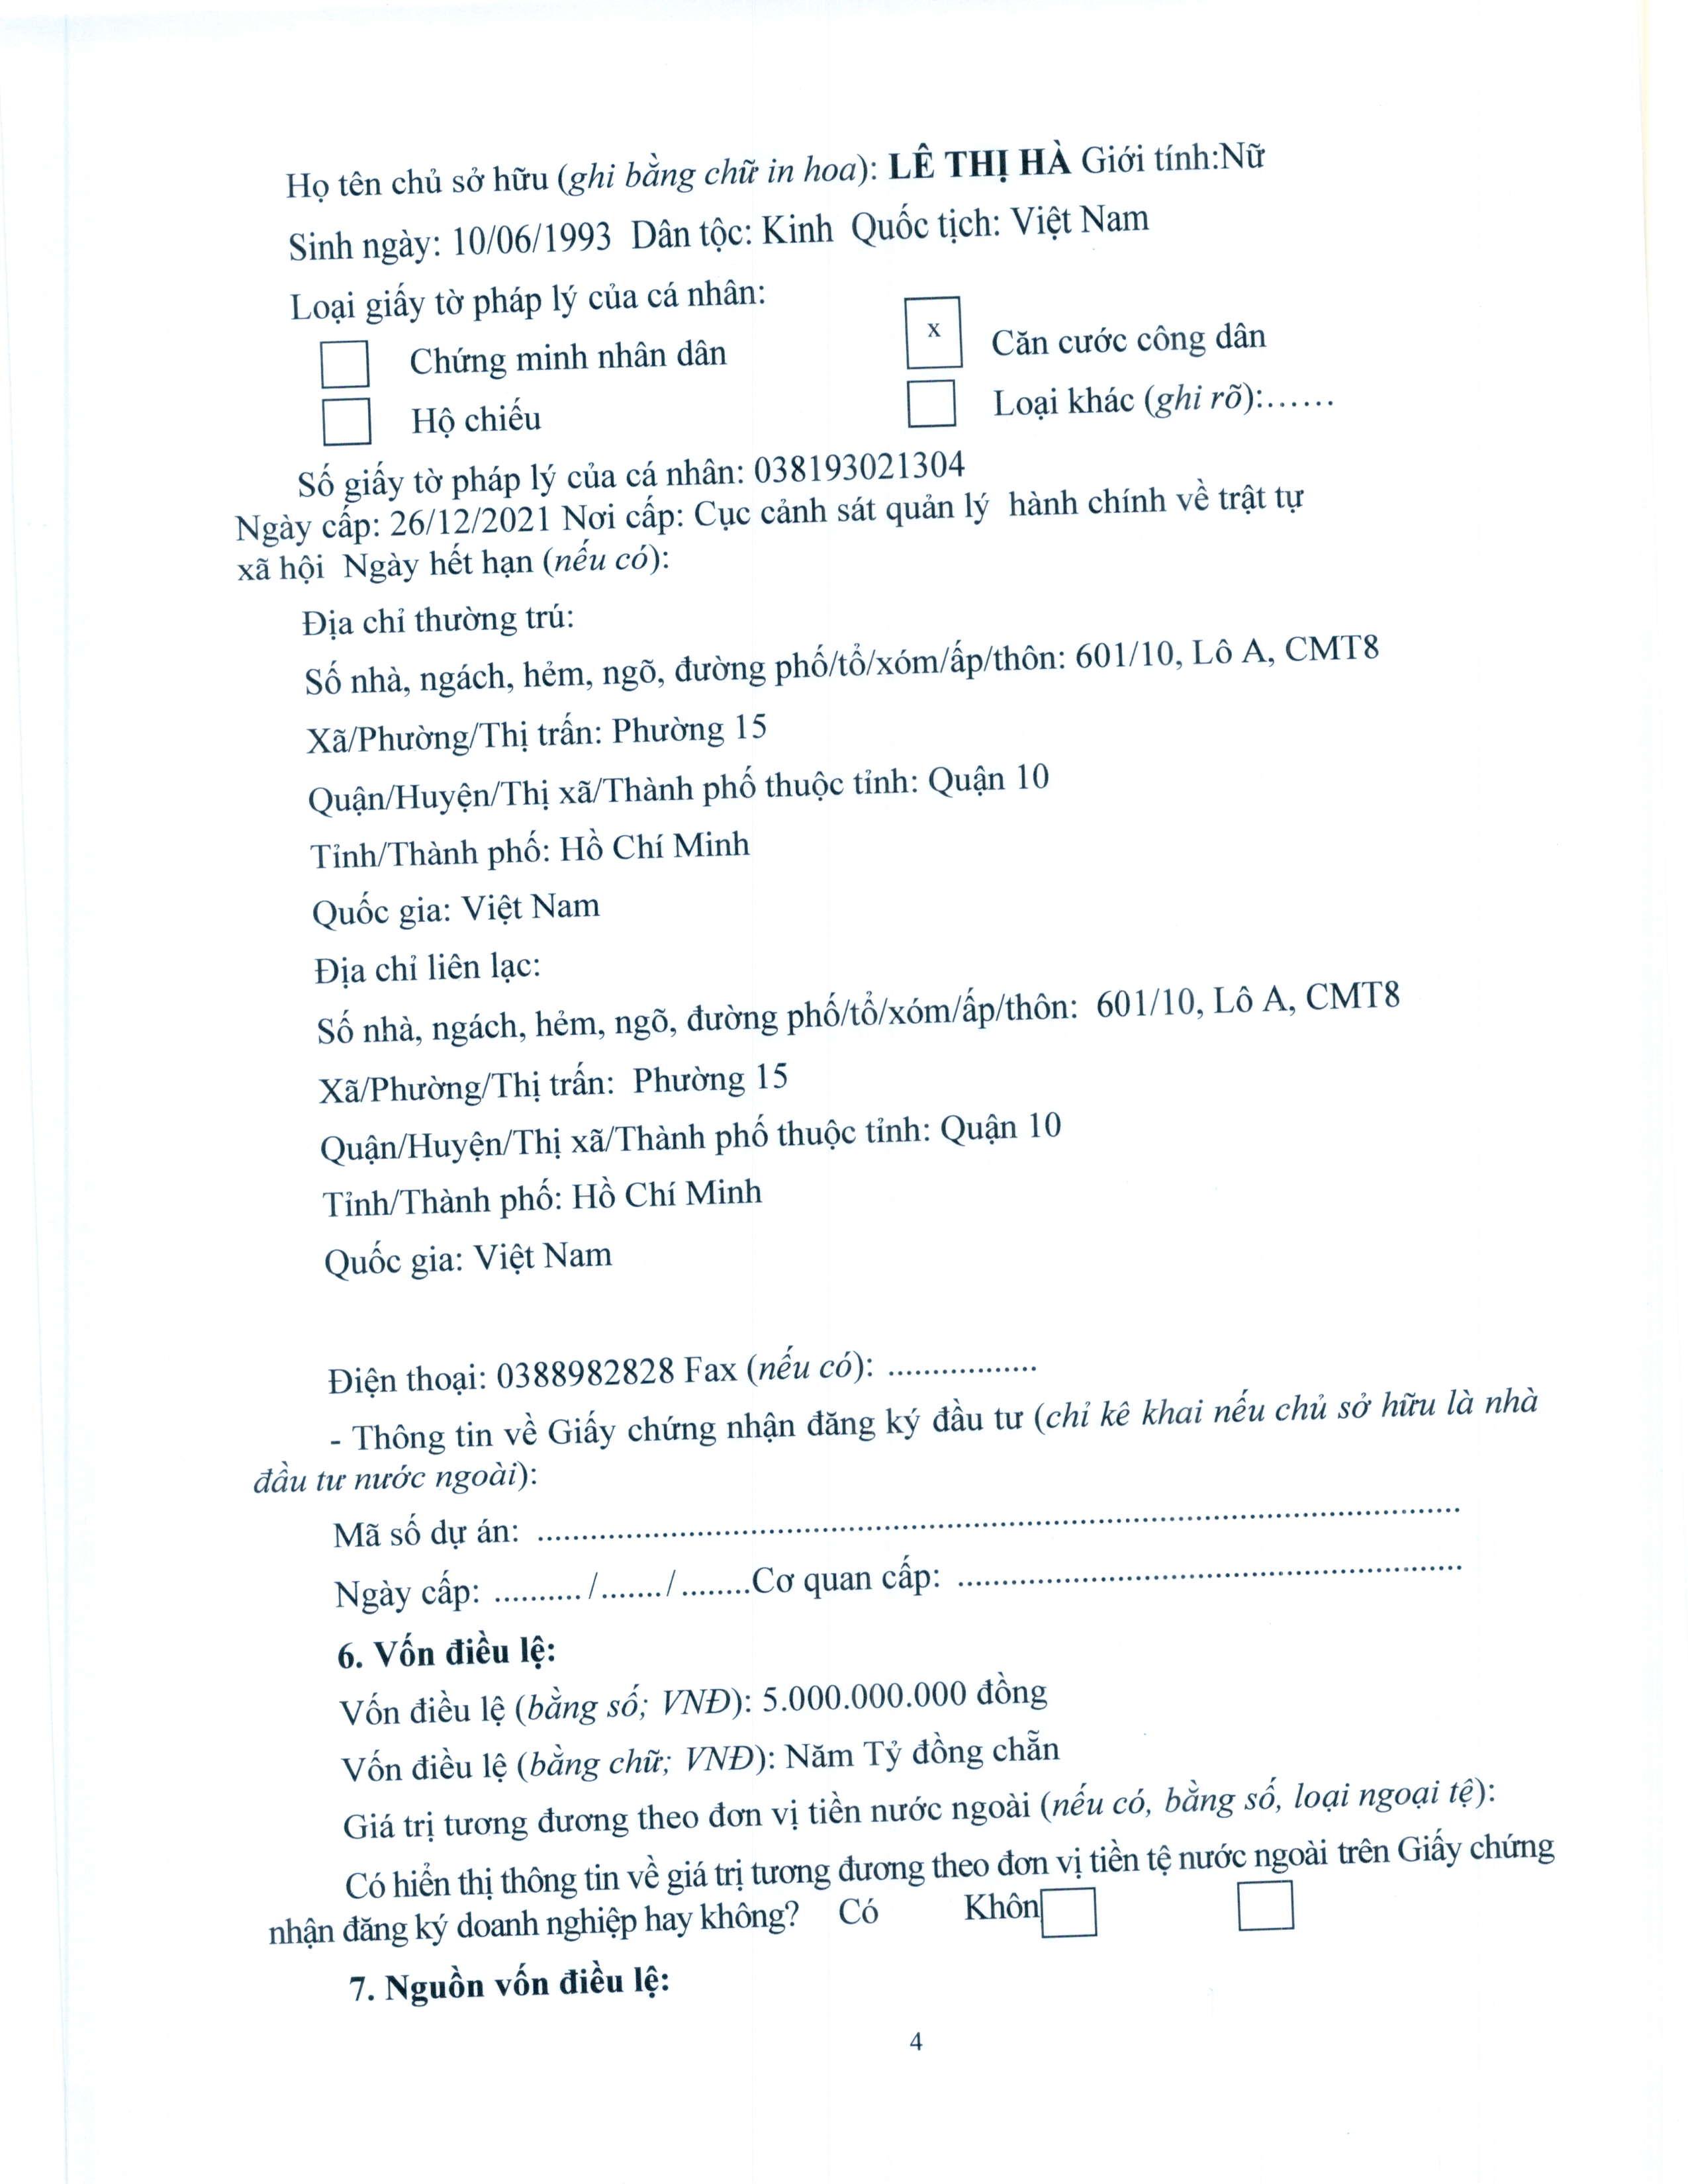 Họ tên chủ sở hữu (ghi bằng chữ in hoa): LÊ THỊ HÀ Giới tính:Nữ
Sinh ngày: 10/06/1993 Dân tộc: Kinh Quốc tịch: Việt Nam
Loại giấy tờ pháp lý của cá nhân:
Chứng minh nhân dân x Căn cước công dân
Hộ chiếu Loại khác (ghi rõ):......
Số giấy tờ pháp lý của cá nhân: 038193021304
Ngày cấp: 26/12/2021 Nơi cấp: Cục cảnh sát quản lý hành chính về trật tự
xã hội Ngày hết hạn (nếu có):
Địa chỉ thường trú:
Số nhà, ngách, hẻm, ngõ, đường phố/tổ/xóm/ấp/thôn: 601/10, Lô A, CMT8
Xã/Phường/Thị trấn: Phường 15
Quận/Huyện/Thị xã/Thành phố thuộc tỉnh: Quận 10
Tỉnh/Thành phố: Hồ Chí Minh
Quốc gia: Việt Nam
Địa chỉ liên lạc:
Số nhà, ngách, hẻm, ngõ, đường phố/tổ/xóm/ấp/thôn: 601/10, Lô A, CMT8
Xã/Phường/Thị trấn: Phường 15
Quận/Huyện/Thị xã/Thành phố thuộc tỉnh: Quận 10
Tỉnh/Thành phố: Hồ Chí Minh
Quốc gia: Việt Nam
Điện thoại: 0388982828 Fax (nếu có): .................
- Thông tin về Giấy chứng nhận đăng ký đầu tư (chỉ kê khai nếu chủ sở hữu là nhà
đầu tư nước ngoài):
Mã số dự án: ..........................................................................................................
Ngày cấp: ........../......./........Cơ quan cấp: ..........................................................
6. Vốn điều lệ:
Vốn điều lệ (bằng số; VNĐ): 5.000.000.000 đồng
Vốn điều lệ (bằng chữ; VNĐ): Năm Tỷ đồng chẵn
Giá trị tương đương theo đơn vị tiền nước ngoài (nếu có, bằng số, loại ngoại tệ):
Có hiển thị thông tin về giá trị tương đương theo đơn vị tiền tệ nước ngoài trên Giấy chứng
nhận đăng ký doanh nghiệp hay không? Có Khôn
7. Nguồn vốn điều lệ:
4